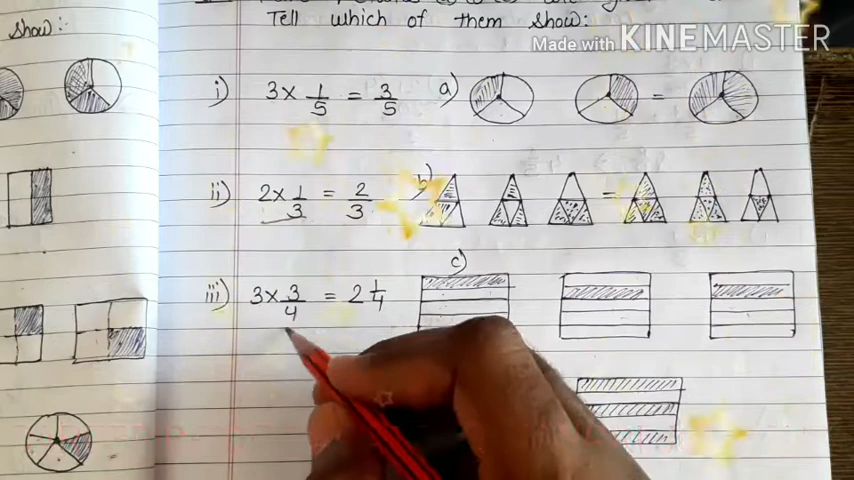 Show:
Tell which of them show:
Made with KINEMASTER
i) 3 × 1/5 = 3/5 a) =
ii) 2 × 1/3 = 2/3 b) =
c)
iii) 3 × 3/4 = 2 1/4